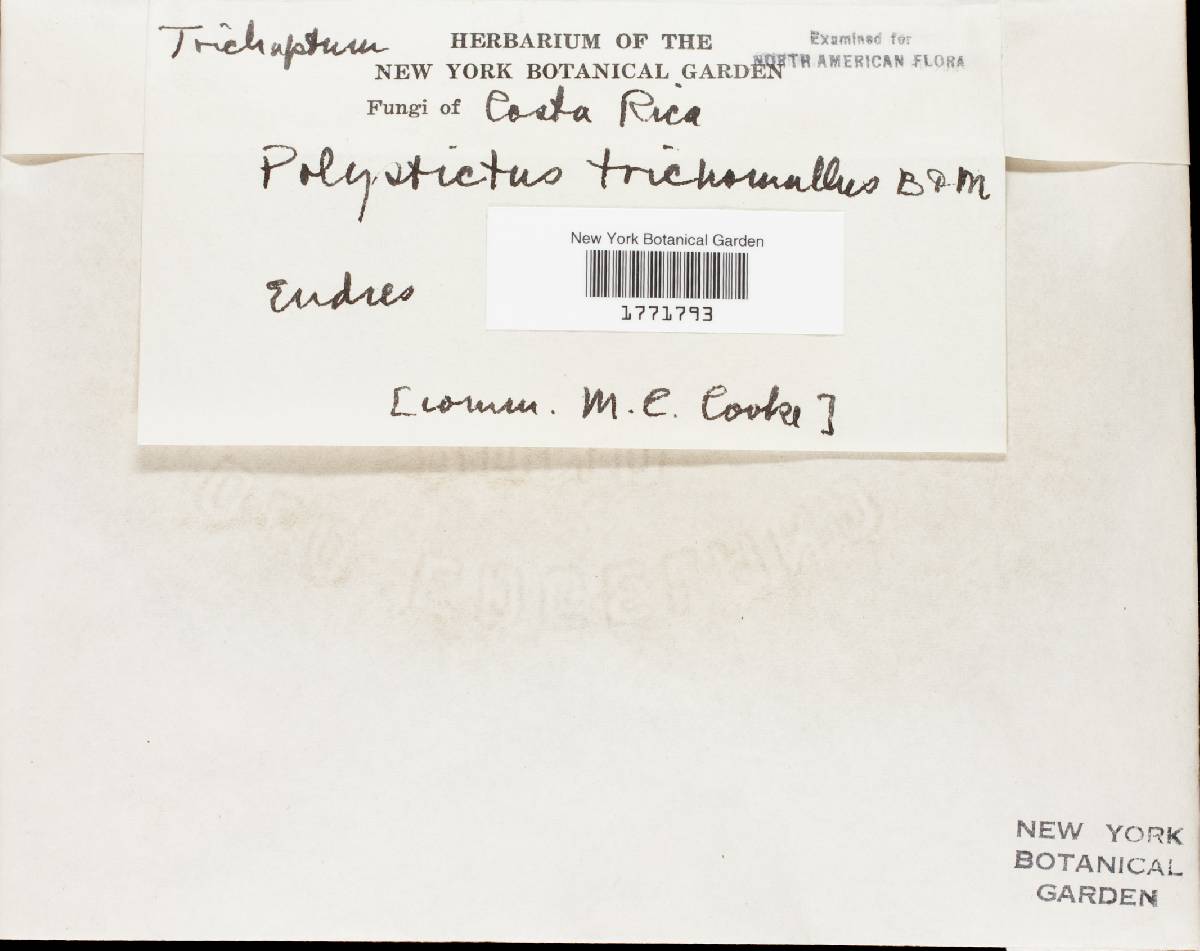 Trichaptum
HERBARIUM OF THE
NEW YORK BOTANICAL GARDEN
Examined for
NORTH AMERICAN FLORA
Fungi of Costa Rica
Polystictus trichomallus B & M
New York Botanical Garden
1771793
Endres
[comm. M. C. Cooke]
NEW YORK
BOTANICAL
GARDEN